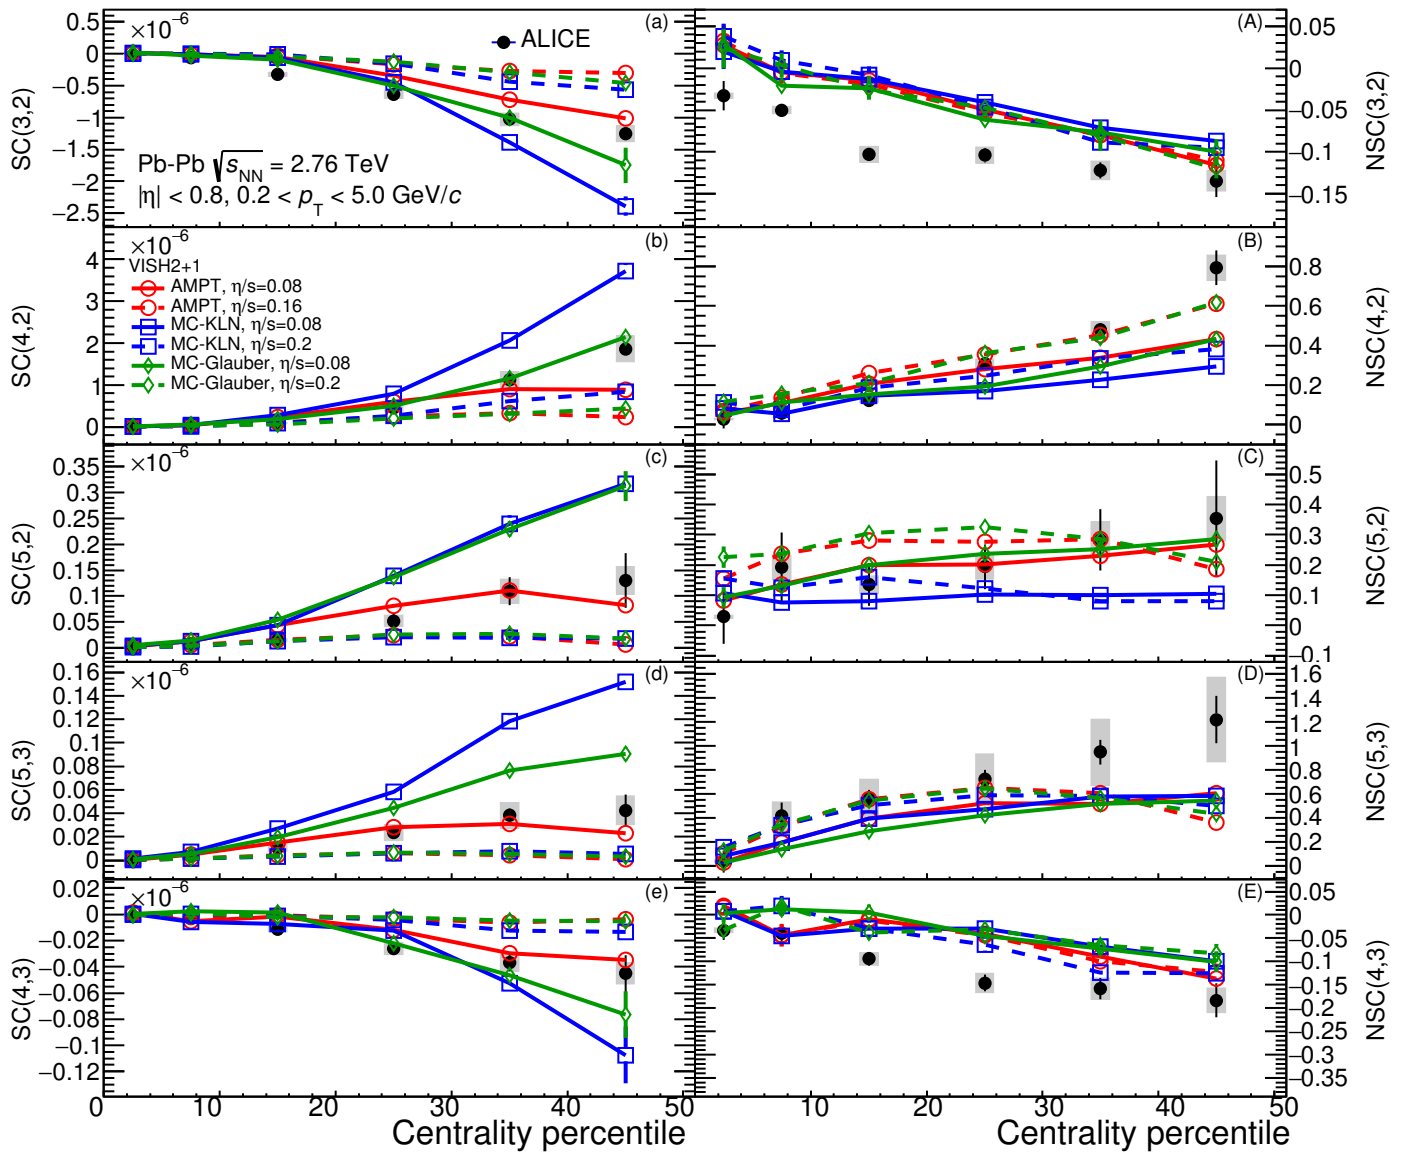 ×10⁻⁶
(a)
ALICE
0.5
0
−0.5
−1
−1.5
−2
−2.5
SC(3,2)
Pb-Pb √s_NN = 2.76 TeV
|η| < 0.8, 0.2 < p_T < 5.0 GeV/c
(A)
0.05
0
−0.05
−0.1
−0.15
NSC(3,2)
×10⁻⁶
(b)
VISH2+1
AMPT, η/s=0.08
AMPT, η/s=0.16
MC-KLN, η/s=0.08
MC-KLN, η/s=0.2
MC-Glauber, η/s=0.08
MC-Glauber, η/s=0.2
4
3
2
1
0
SC(4,2)
(B)
0.8
0.6
0.4
0.2
0
NSC(4,2)
×10⁻⁶
(c)
0.35
0.3
0.25
0.2
0.15
0.1
0.05
0
SC(5,2)
(C)
0.5
0.4
0.3
0.2
0.1
0
−0.1
NSC(5,2)
×10⁻⁶
(d)
0.16
0.14
0.12
0.1
0.08
0.06
0.04
0.02
0
SC(5,3)
(D)
1.6
1.4
1.2
1
0.8
0.6
0.4
0.2
0
NSC(5,3)
×10⁻⁶
(e)
0.02
0
−0.02
−0.04
−0.06
−0.08
−0.1
−0.12
SC(4,3)
(E)
0.05
0
−0.05
−0.1
−0.15
−0.2
−0.25
−0.3
−0.35
NSC(4,3)
0 10 20 30 40 50
Centrality percentile
10 20 30 40 50
Centrality percentile